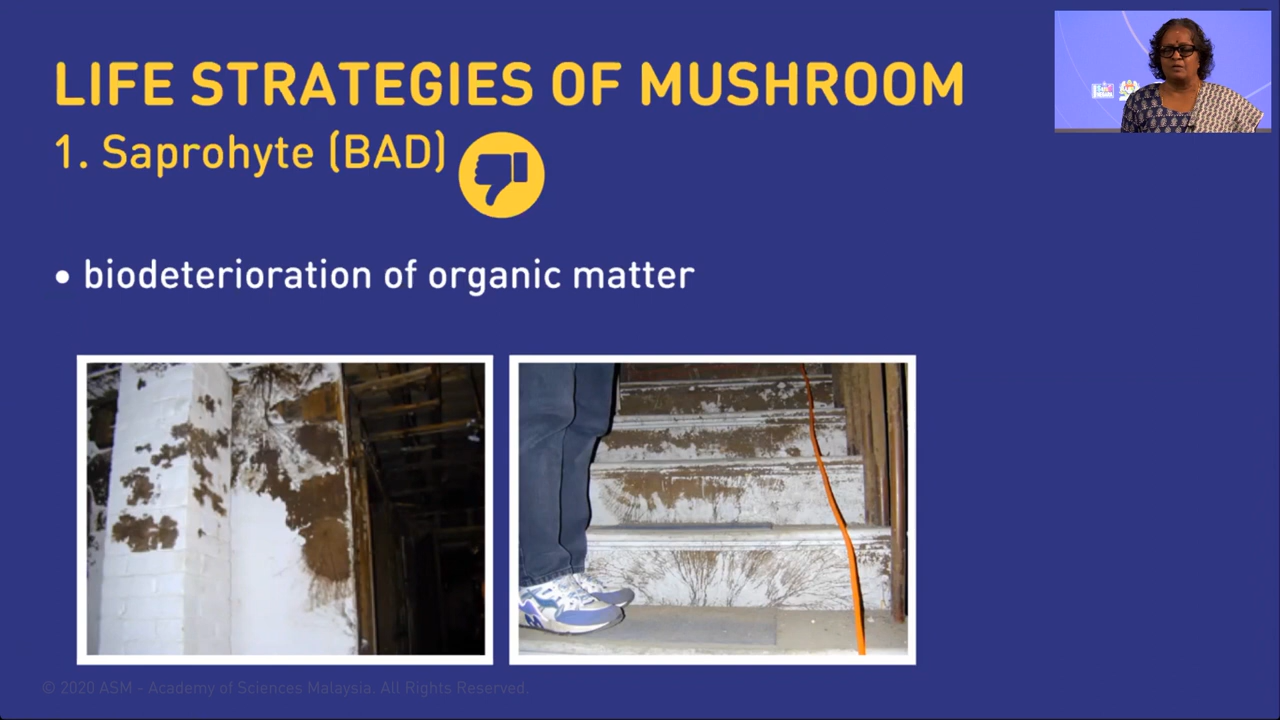 LIFE STRATEGIES OF MUSHROOM
1. Saprohyte (BAD)
• biodeterioration of organic matter
© 2020 ASM - Academy of Sciences Malaysia. All Rights Reserved.